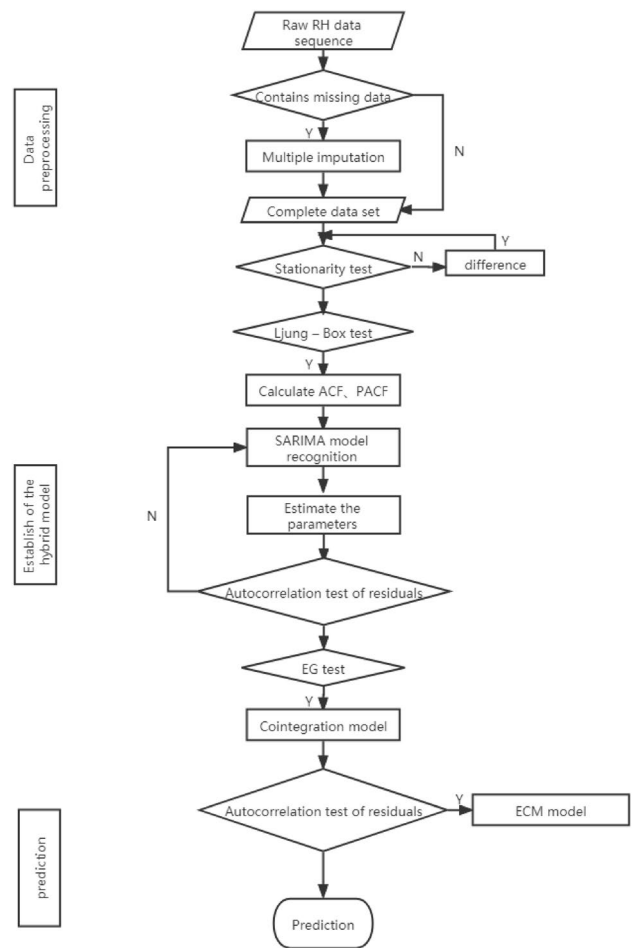 Raw RH data
sequence
Contains missing data
Y
N
Multiple imputation
Complete data set
Y
Stationarity test
N
difference
Ljung – Box test
Y
Calculate ACF、PACF
SARIMA model
recognition
N
Estimate the
parameters
Autocorrelation test of residuals
EG test
Y
Cointegration model
Autocorrelation test of residuals
Y
ECM model
Prediction
Data
preprocessing
Establish of the
hybrid model
prediction